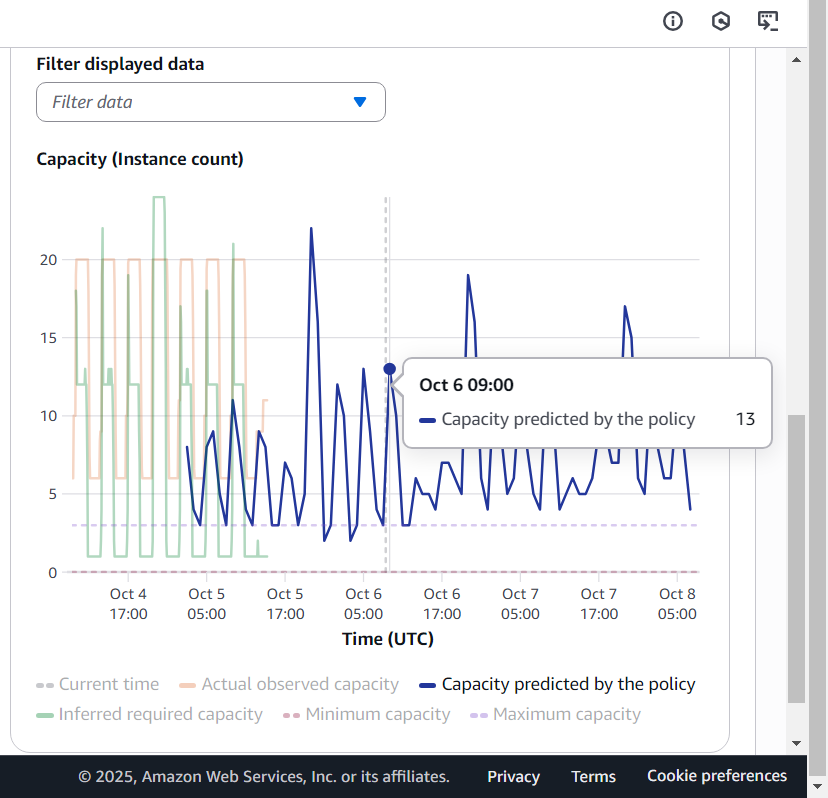 Filter displayed data
Filter data
Capacity (Instance count)
20
15
10
5
0
Oct 6 09:00
Capacity predicted by the policy 13
Oct 4 Oct 5 Oct 5 Oct 6 Oct 6 Oct 7 Oct 7 Oct 8
17:00 05:00 17:00 05:00 17:00 05:00 17:00 05:00
Time (UTC)
Current time Actual observed capacity Capacity predicted by the policy
Inferred required capacity Minimum capacity Maximum capacity
© 2025, Amazon Web Services, Inc. or its affiliates. Privacy Terms Cookie preferences